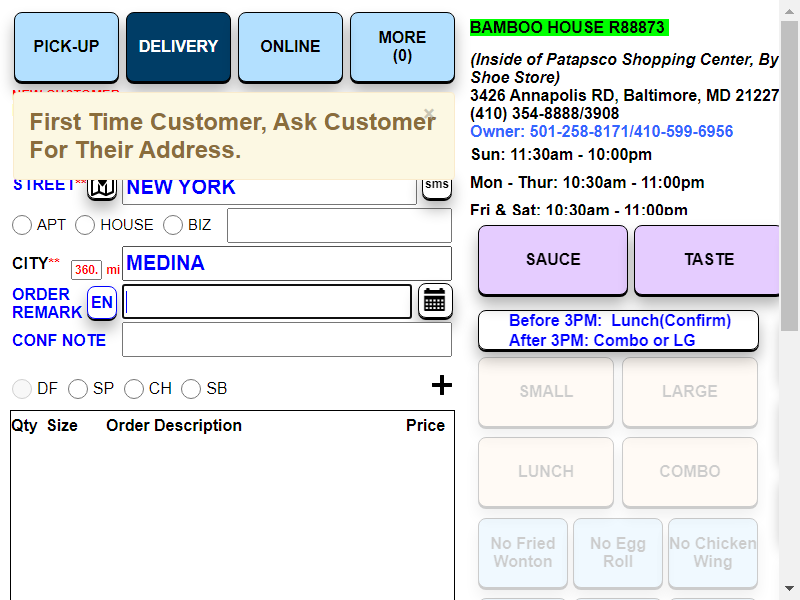 PICK-UP
DELIVERY
ONLINE
MORE
(0)
First Time Customer, Ask Customer
For Their Address.
×
STREET**
NEW YORK
sms
APT
HOUSE
BIZ
CITY**
360.
mi
MEDINA
ORDER
REMARK
EN
CONF NOTE
DF
SP
CH
SB
+
Qty Size Order Description Price
BAMBOO HOUSE R88873
(Inside of Patapsco Shopping Center, By
Shoe Store)
3426 Annapolis RD, Baltimore, MD 21227
(410) 354-8888/3908
Owner: 501-258-8171/410-599-6956
Sun: 11:30am - 10:00pm
Mon - Thur: 10:30am - 11:00pm
Fri & Sat: 10:30am - 11:00pm
SAUCE
TASTE
Before 3PM: Lunch(Confirm)
After 3PM: Combo or LG
SMALL
LARGE
LUNCH
COMBO
No Fried
Wonton
No Egg
Roll
No Chicken
Wing